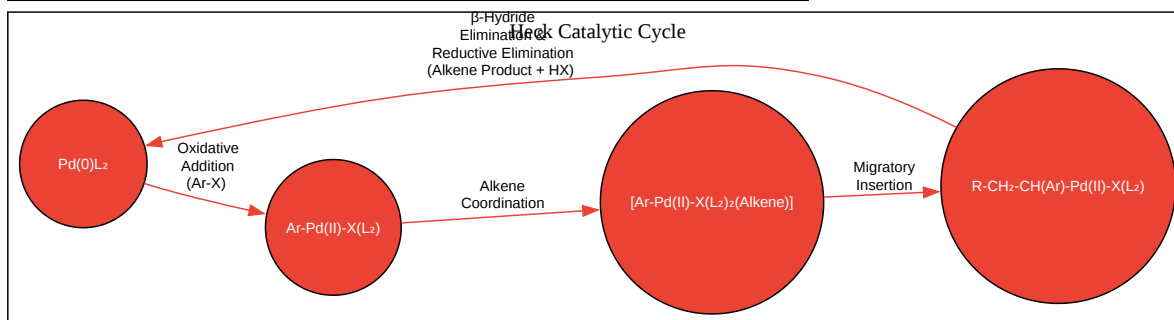 Heck Catalytic Cycle
β-Hydride
Elimination &
Reductive Elimination
(Alkene Product + HX)
Pd(0)L₂
Oxidative
Addition
(Ar-X)
Ar-Pd(II)-X(L₂)
Alkene
Coordination
[Ar-Pd(II)-X(L₂)₂(Alkene)]
Migratory
Insertion
R-CH₂-CH(Ar)-Pd(II)-X(L₂)